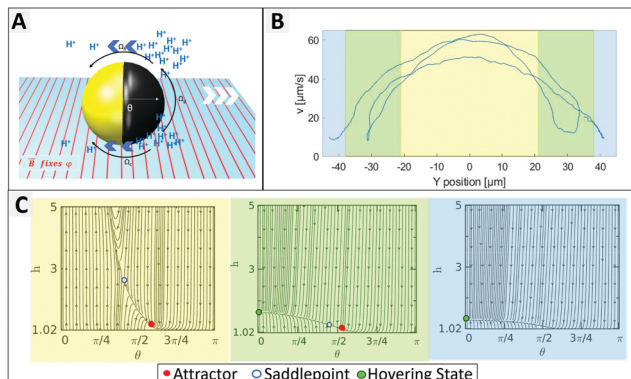 A
H⁺ H⁺ H⁺ H⁺ H⁺
H⁺ H⁺ H⁺ H⁺ H⁺
H⁺ H⁺
H⁺
θ
H⁺
H⁺ H⁺ H⁺
H⁺ H⁺ H⁺ H⁺
H⁺ H⁺
B fixes φ
B
v [µm/s]
60
40
20
0
-40 -30 -20 -10 0 10 20 30 40
Y position [µm]
C
h
5
3
1.02
0 π/4 π/2 3π/4 π
θ
h
5
3
1.02
0 π/4 π/2 3π/4 π
θ
h
5
3
1.02
0 π/4 π/2 3π/4 π
θ
Attractor Saddlepoint Hovering State